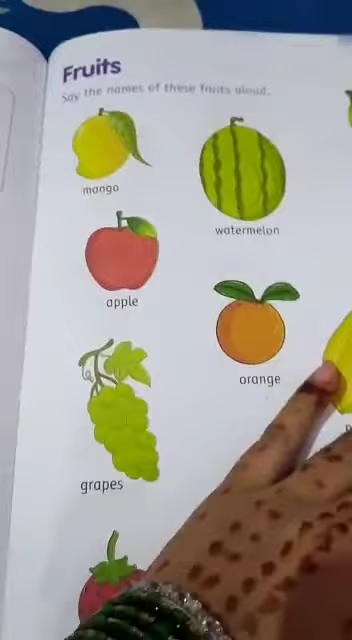 Fruits
Say the names of these fruits aloud.
mango
watermelon
apple
orange
grapes